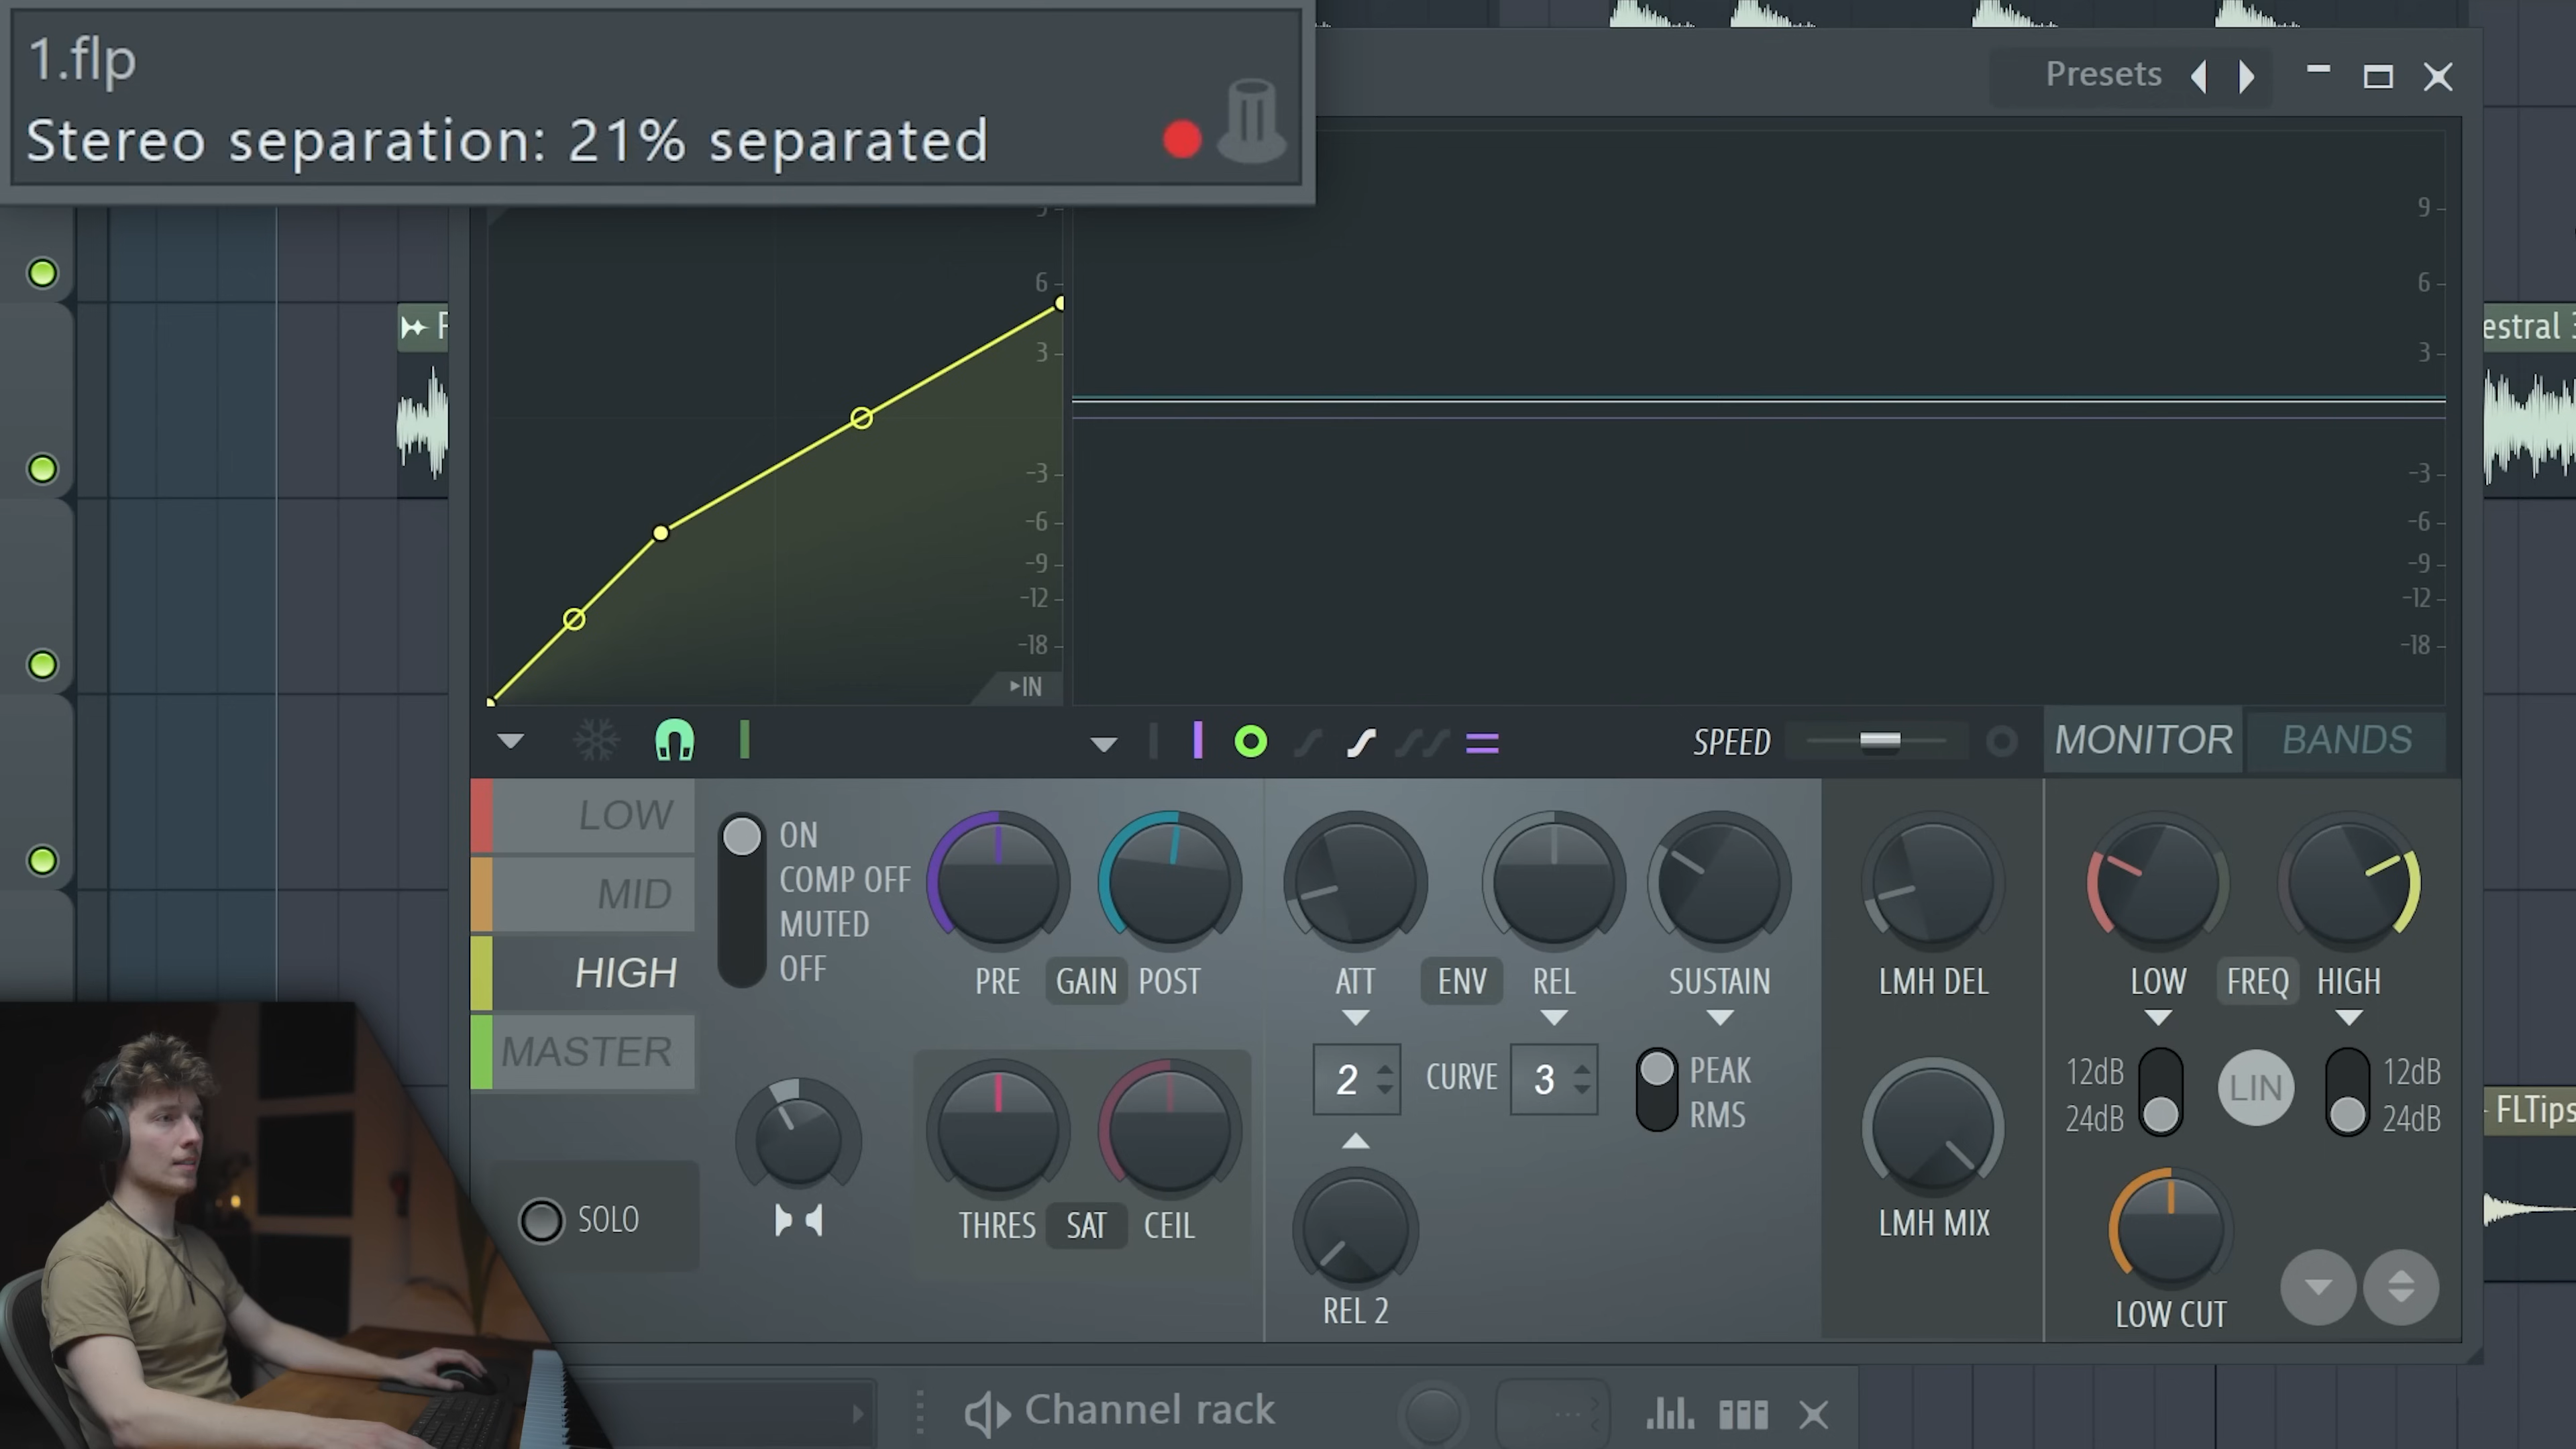 1.flp
Stereo separation: 21% separated
Presets
9
6
6
3
3
-3
-3
-6
-6
-9
-9
-12
-12
-18
-18
IN
estral 3
SPEED
MONITOR
BANDS
LOW
MID
HIGH
MASTER
ON
COMP OFF
MUTED
OFF
PRE
GAIN
POST
ATT
ENV
REL
SUSTAIN
LMH DEL
LOW
FREQ
HIGH
2
CURVE
3
PEAK
RMS
12dB
24dB
LIN
12dB
24dB
FLTips
SOLO
THRES
SAT
CEIL
REL 2
LMH MIX
LOW CUT
Channel rack